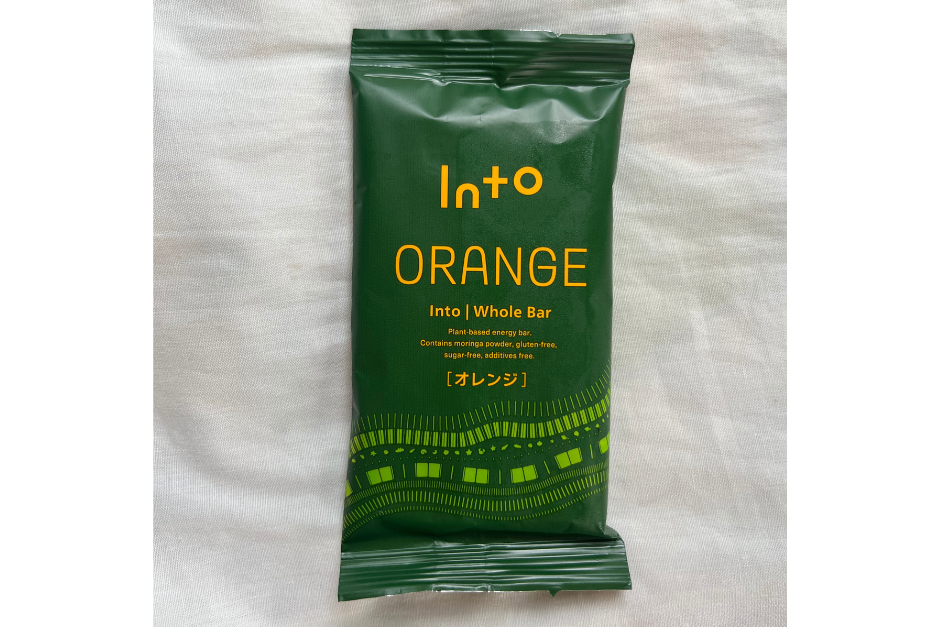 Into
ORANGE
Into | Whole Bar
Plant-based energy bar.
Contains moringa powder, gluten-free,
sugar-free, additives free.
[オレンジ]